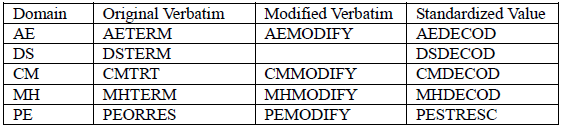 Domain Original Verbatim Modified Verbatim Standardized Value
AE AETERM AEMODIFY AEDECOD
DS DSTERM DSDECOD
CM CMTRT CMMODIFY CMDECOD
MH MHTERM MHMODIFY MHDECOD
PE PEORRES PEMODIFY PESTRESC